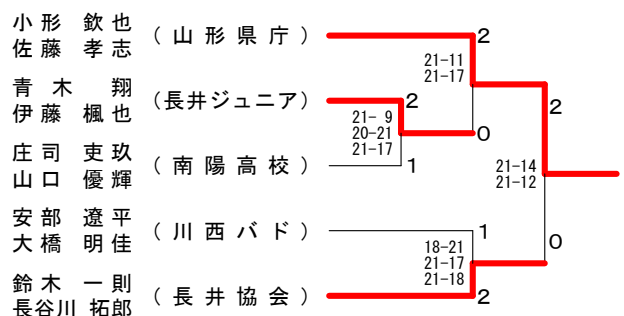 小形 欽也
佐藤 孝志
(山形県庁)
2
21-11
21-17
青木 翔
伊藤 楓也
(長井ジュニア)
2
21- 9
20-21
21-17
0
2
庄司 吏玖
山口 優輝
(南陽高校)
1
21-14
21-12
安部 遼平
大橋 明佳
(川西バド)
1
18-21
21-17
21-18
0
鈴木 一則
長谷川 拓郎
(長井協会)
2